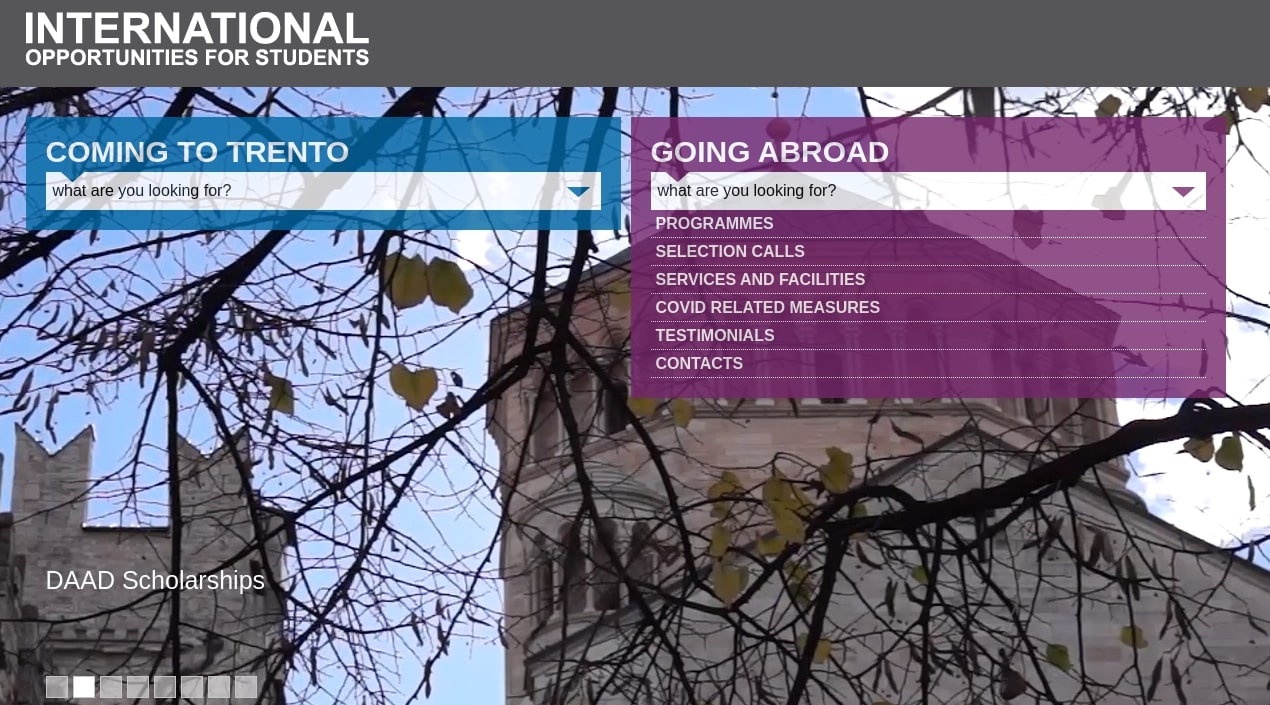 INTERNATIONAL
OPPORTUNITIES FOR STUDENTS
COMING TO TRENTO
what are you looking for?
GOING ABROAD
what are you looking for?
PROGRAMMES
SELECTION CALLS
SERVICES AND FACILITIES
COVID RELATED MEASURES
TESTIMONIALS
CONTACTS
DAAD Scholarships